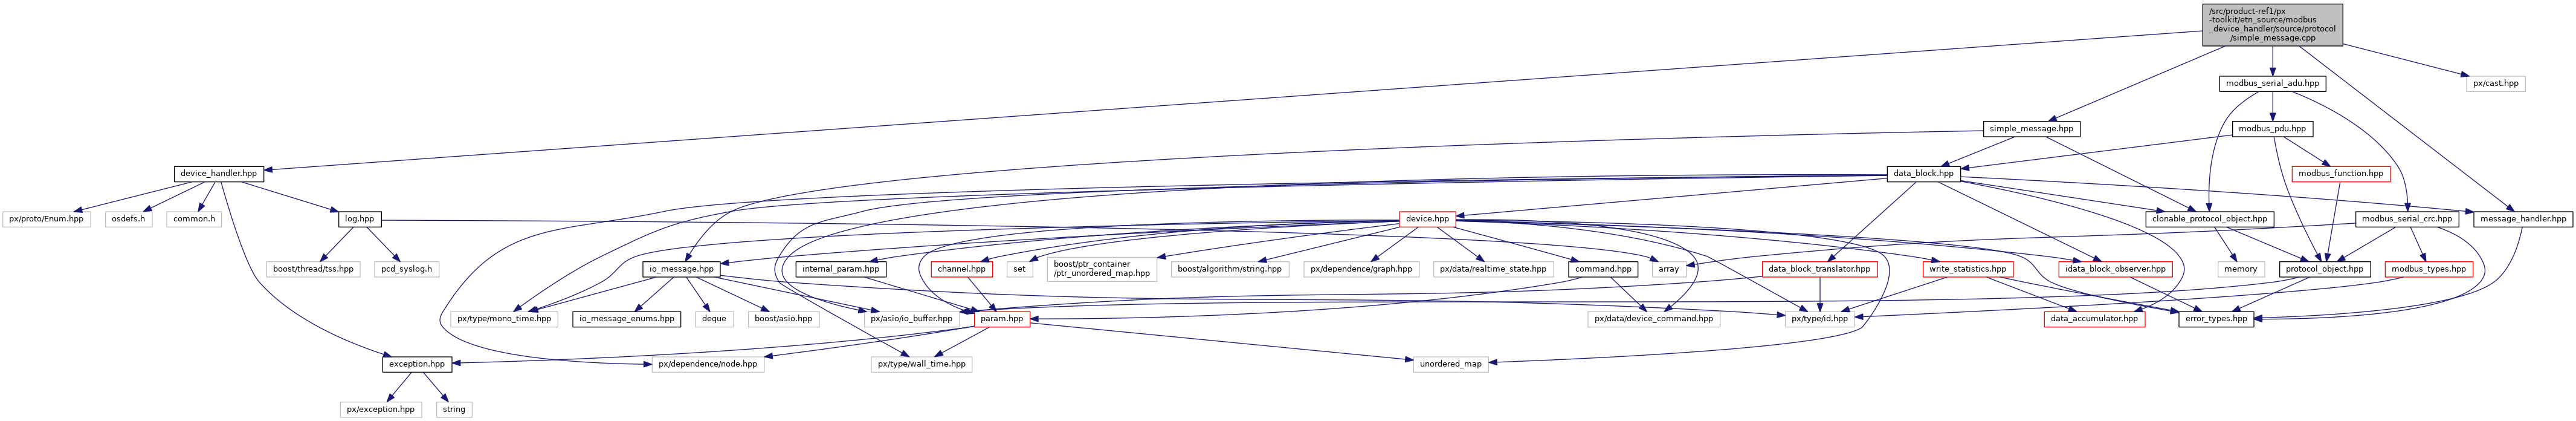 /src/product-ref1/px
-toolkit/etn_source/modbus
_device_handler/source/protocol
/simple_message.cpp
modbus_serial_adu.hpp
px/cast.hpp
simple_message.hpp
modbus_pdu.hpp
device_handler.hpp
data_block.hpp
modbus_function.hpp
px/proto/Enum.hpp
osdefs.h
common.h
log.hpp
device.hpp
clonable_protocol_object.hpp
modbus_serial_crc.hpp
message_handler.hpp
boost/thread/tss.hpp
pcd_syslog.h
io_message.hpp
internal_param.hpp
channel.hpp
set
boost/ptr_container
/ptr_unordered_map.hpp
boost/algorithm/string.hpp
px/dependence/graph.hpp
px/data/realtime_state.hpp
command.hpp
array
data_block_translator.hpp
write_statistics.hpp
idata_block_observer.hpp
memory
protocol_object.hpp
modbus_types.hpp
px/type/mono_time.hpp
io_message_enums.hpp
deque
boost/asio.hpp
px/asio/io_buffer.hpp
param.hpp
px/data/device_command.hpp
px/type/id.hpp
data_accumulator.hpp
error_types.hpp
exception.hpp
px/dependence/node.hpp
px/type/wall_time.hpp
unordered_map
px/exception.hpp
string